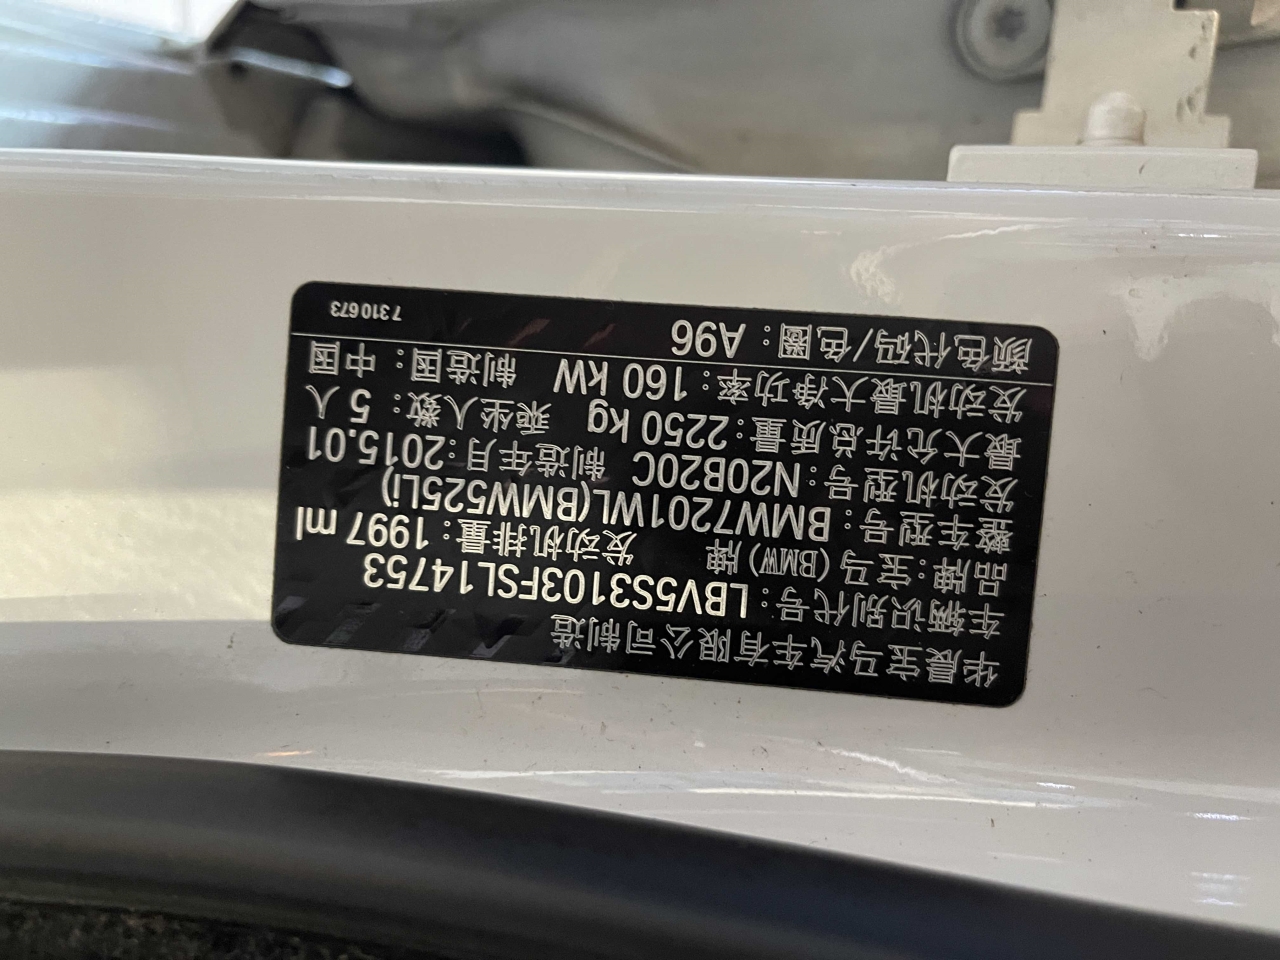 华晨宝马汽车有限公司制造
车辆识别代号：LBV5S3103FSL14753
品牌：宝马(BMW)牌 发动机排量：1997 ml
整车型号：BMW7201WL(BMW525Li)
发动机型号：N20B20C 制造年月：2015.01
最大允许总质量：2250 kg 乘坐人数：5 人
发动机最大净功率：160 kW 制造国：中国
颜色代码/色圈：A96
7310673